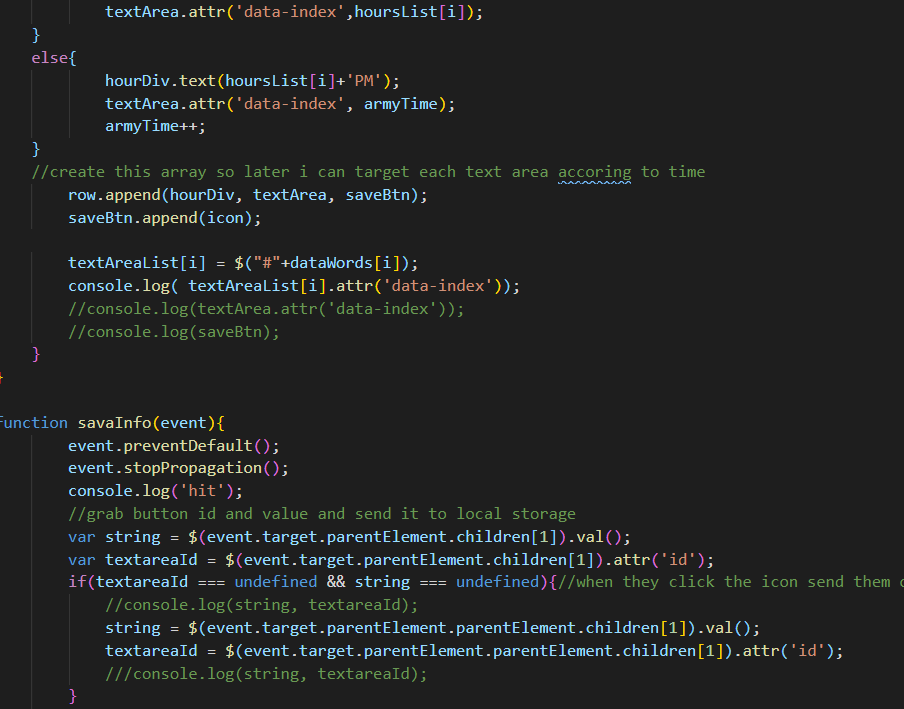 textArea.attr('data-index',hoursList[i]);
}
else{
hourDiv.text(hoursList[i]+'PM');
textArea.attr('data-index', armyTime);
armyTime++;
}
//create this array so later i can target each text area accoring to time
row.append(hourDiv, textArea, saveBtn);
saveBtn.append(icon);
textAreaList[i] = $("#"+dataWords[i]);
console.log( textAreaList[i].attr('data-index'));
//console.log(textArea.attr('data-index'));
//console.log(saveBtn);
}
}
function savaInfo(event){
event.preventDefault();
event.stopPropagation();
console.log('hit');
//grab button id and value and send it to local storage
var string = $(event.target.parentElement.children[1]).val();
var textareaId = $(event.target.parentElement.children[1]).attr('id');
if(textareaId === undefined && string === undefined){//when they click the icon send them
//console.log(string, textareaId);
string = $(event.target.parentElement.parentElement.children[1]).val();
textareaId = $(event.target.parentElement.parentElement.children[1]).attr('id');
///console.log(string, textareaId);
}